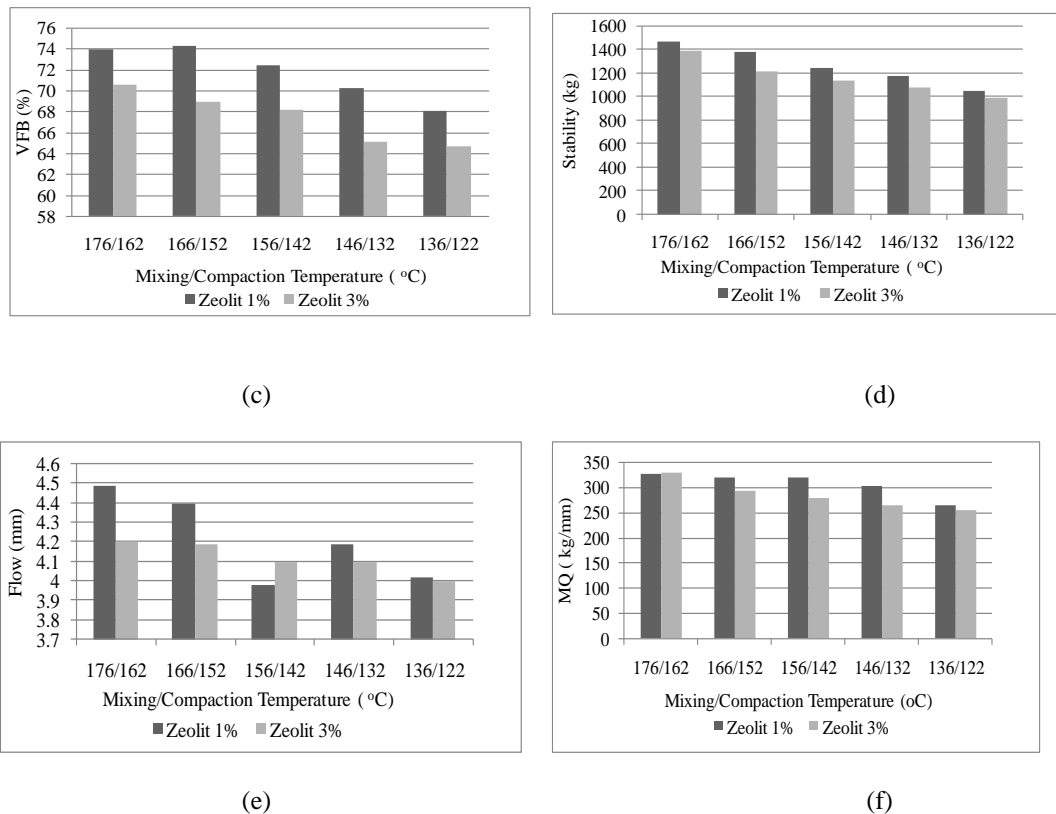 VFB (%)
76
74
72
70
68
66
64
62
60
58
176/162 166/152 156/142 146/132 136/122
Mixing/Compaction Temperature ( °C)
Zeolit 1% Zeolit 3%
Stability (kg)
1600
1400
1200
1000
800
600
400
200
0
176/162 166/152 156/142 146/132 136/122
Mixing/Compaction Temperature ( °C)
Zeolit 1% Zeolit 3%
(c) (d)
Flow (mm)
4.6
4.5
4.4
4.3
4.2
4.1
4
3.9
3.8
3.7
176/162 166/152 156/142 146/132 136/122
Mixing/Compaction Temperature ( °C)
Zeolit 1% Zeolit 3%
MQ ( kg/mm)
350
300
250
200
150
100
50
0
176/162 166/152 156/142 146/132 136/122
Mixing/Compaction Temperature (oC)
Zeolit 1% Zeolit 3%
(e) (f)